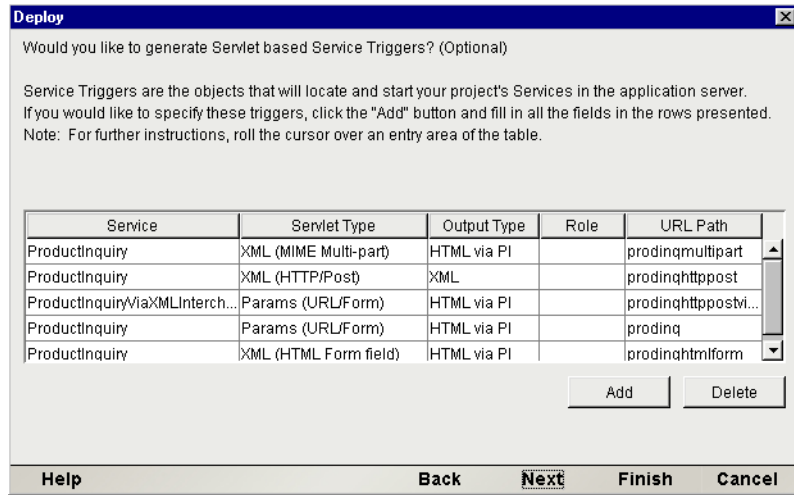 Deploy
Would you like to generate Servlet based Service Triggers? (Optional)
Service Triggers are the objects that will locate and start your project's Services in the application server.
If you would like to specify these triggers, click the "Add" button and fill in all the fields in the rows presented.
Note: For further instructions, roll the cursor over an entry area of the table.
Service Servlet Type Output Type Role URL Path
ProductInquiry XML (MIME Multi-part) HTML via PI prodinqmultipart
ProductInquiry XML (HTTP/Post) XML prodinqhttppost
ProductInquiryViaXMLInterch... Params (URL/Form) HTML via PI prodinqhttppostvi...
ProductInquiry Params (URL/Form) HTML via PI prodinq
ProductInquiry XML (HTML Form field) HTML via PI prodinqhtmlform
Add Delete
Help Back Next Finish Cancel